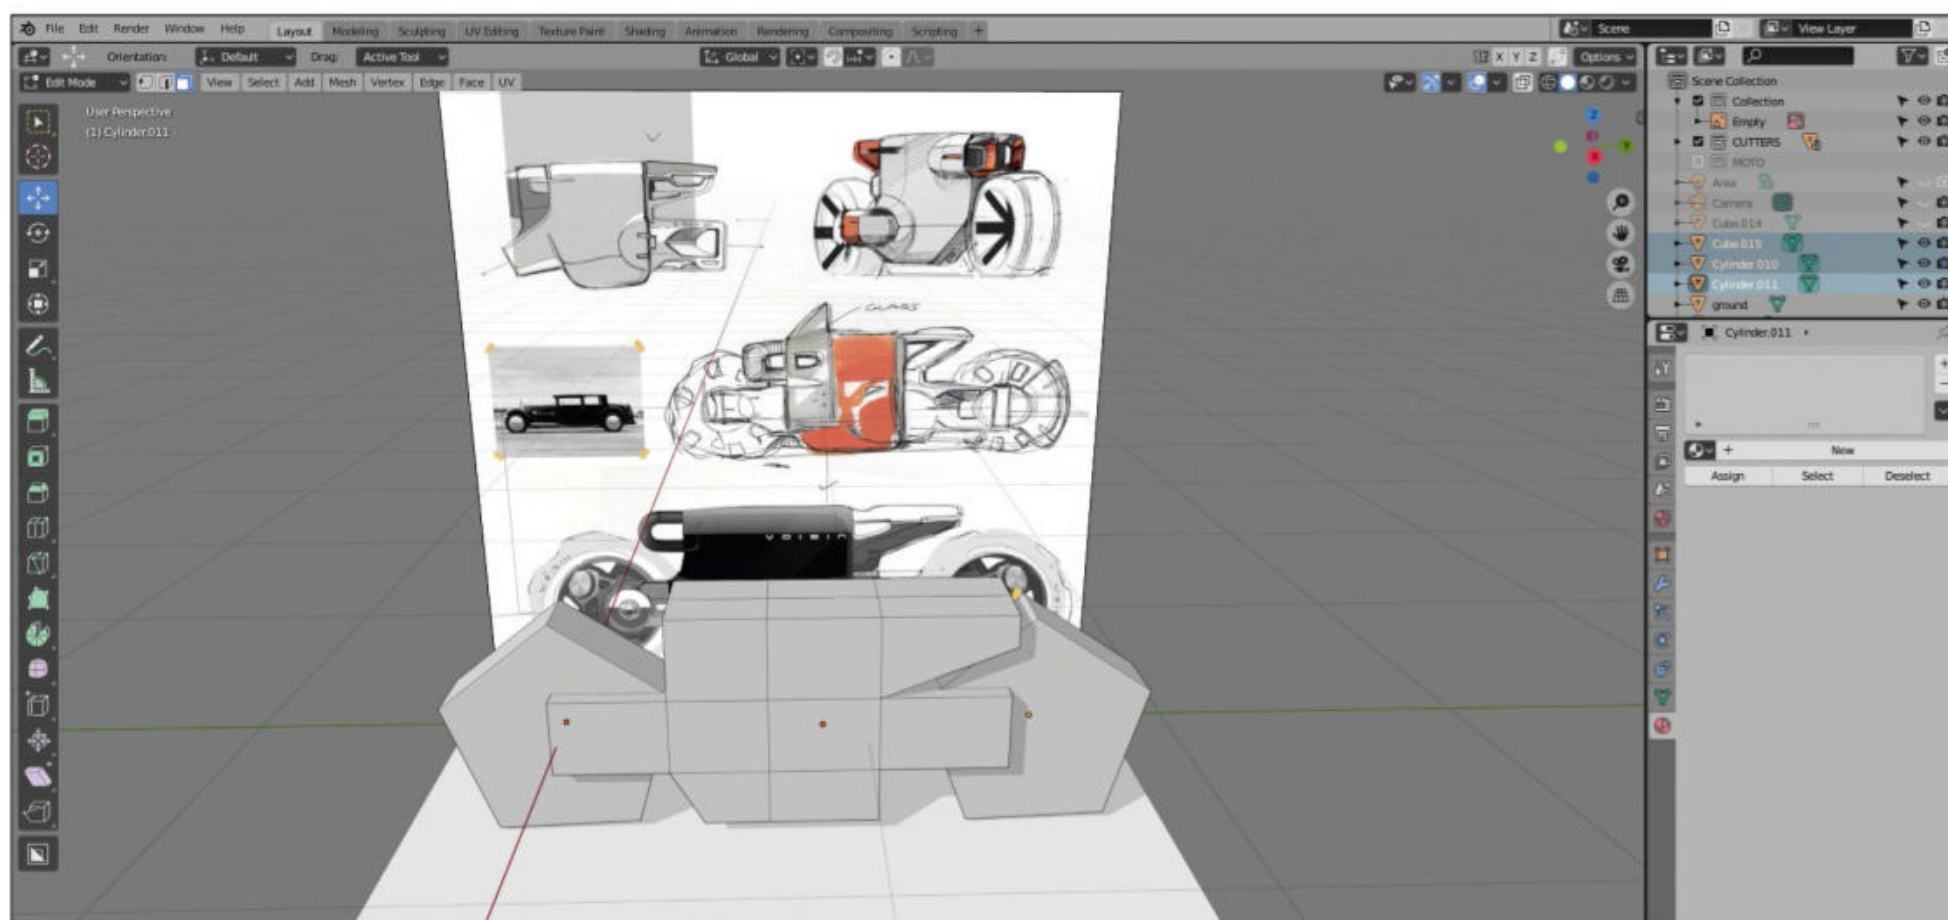 File Edit Render Window Help Layout Modeling Sculpting UV Editing Texture Paint Shading Animation Rendering Compositing Scripting + Scene View Layer
Orientation: Default Drag: Active Tool Global X Y Z Options
Edit Mode View Select Add Mesh Vertex Edge Face UV
User Perspective
(1) Cylinder.011
Z
Y
X
GLASS
VOISIN
Scene Collection
Collection
Empty
CUTTERS
MOTO
Area
Camera
Cube.014
Cube.015
Cylinder.010
Cylinder.011
ground
Cylinder.011
+ New
Assign Select Deselect